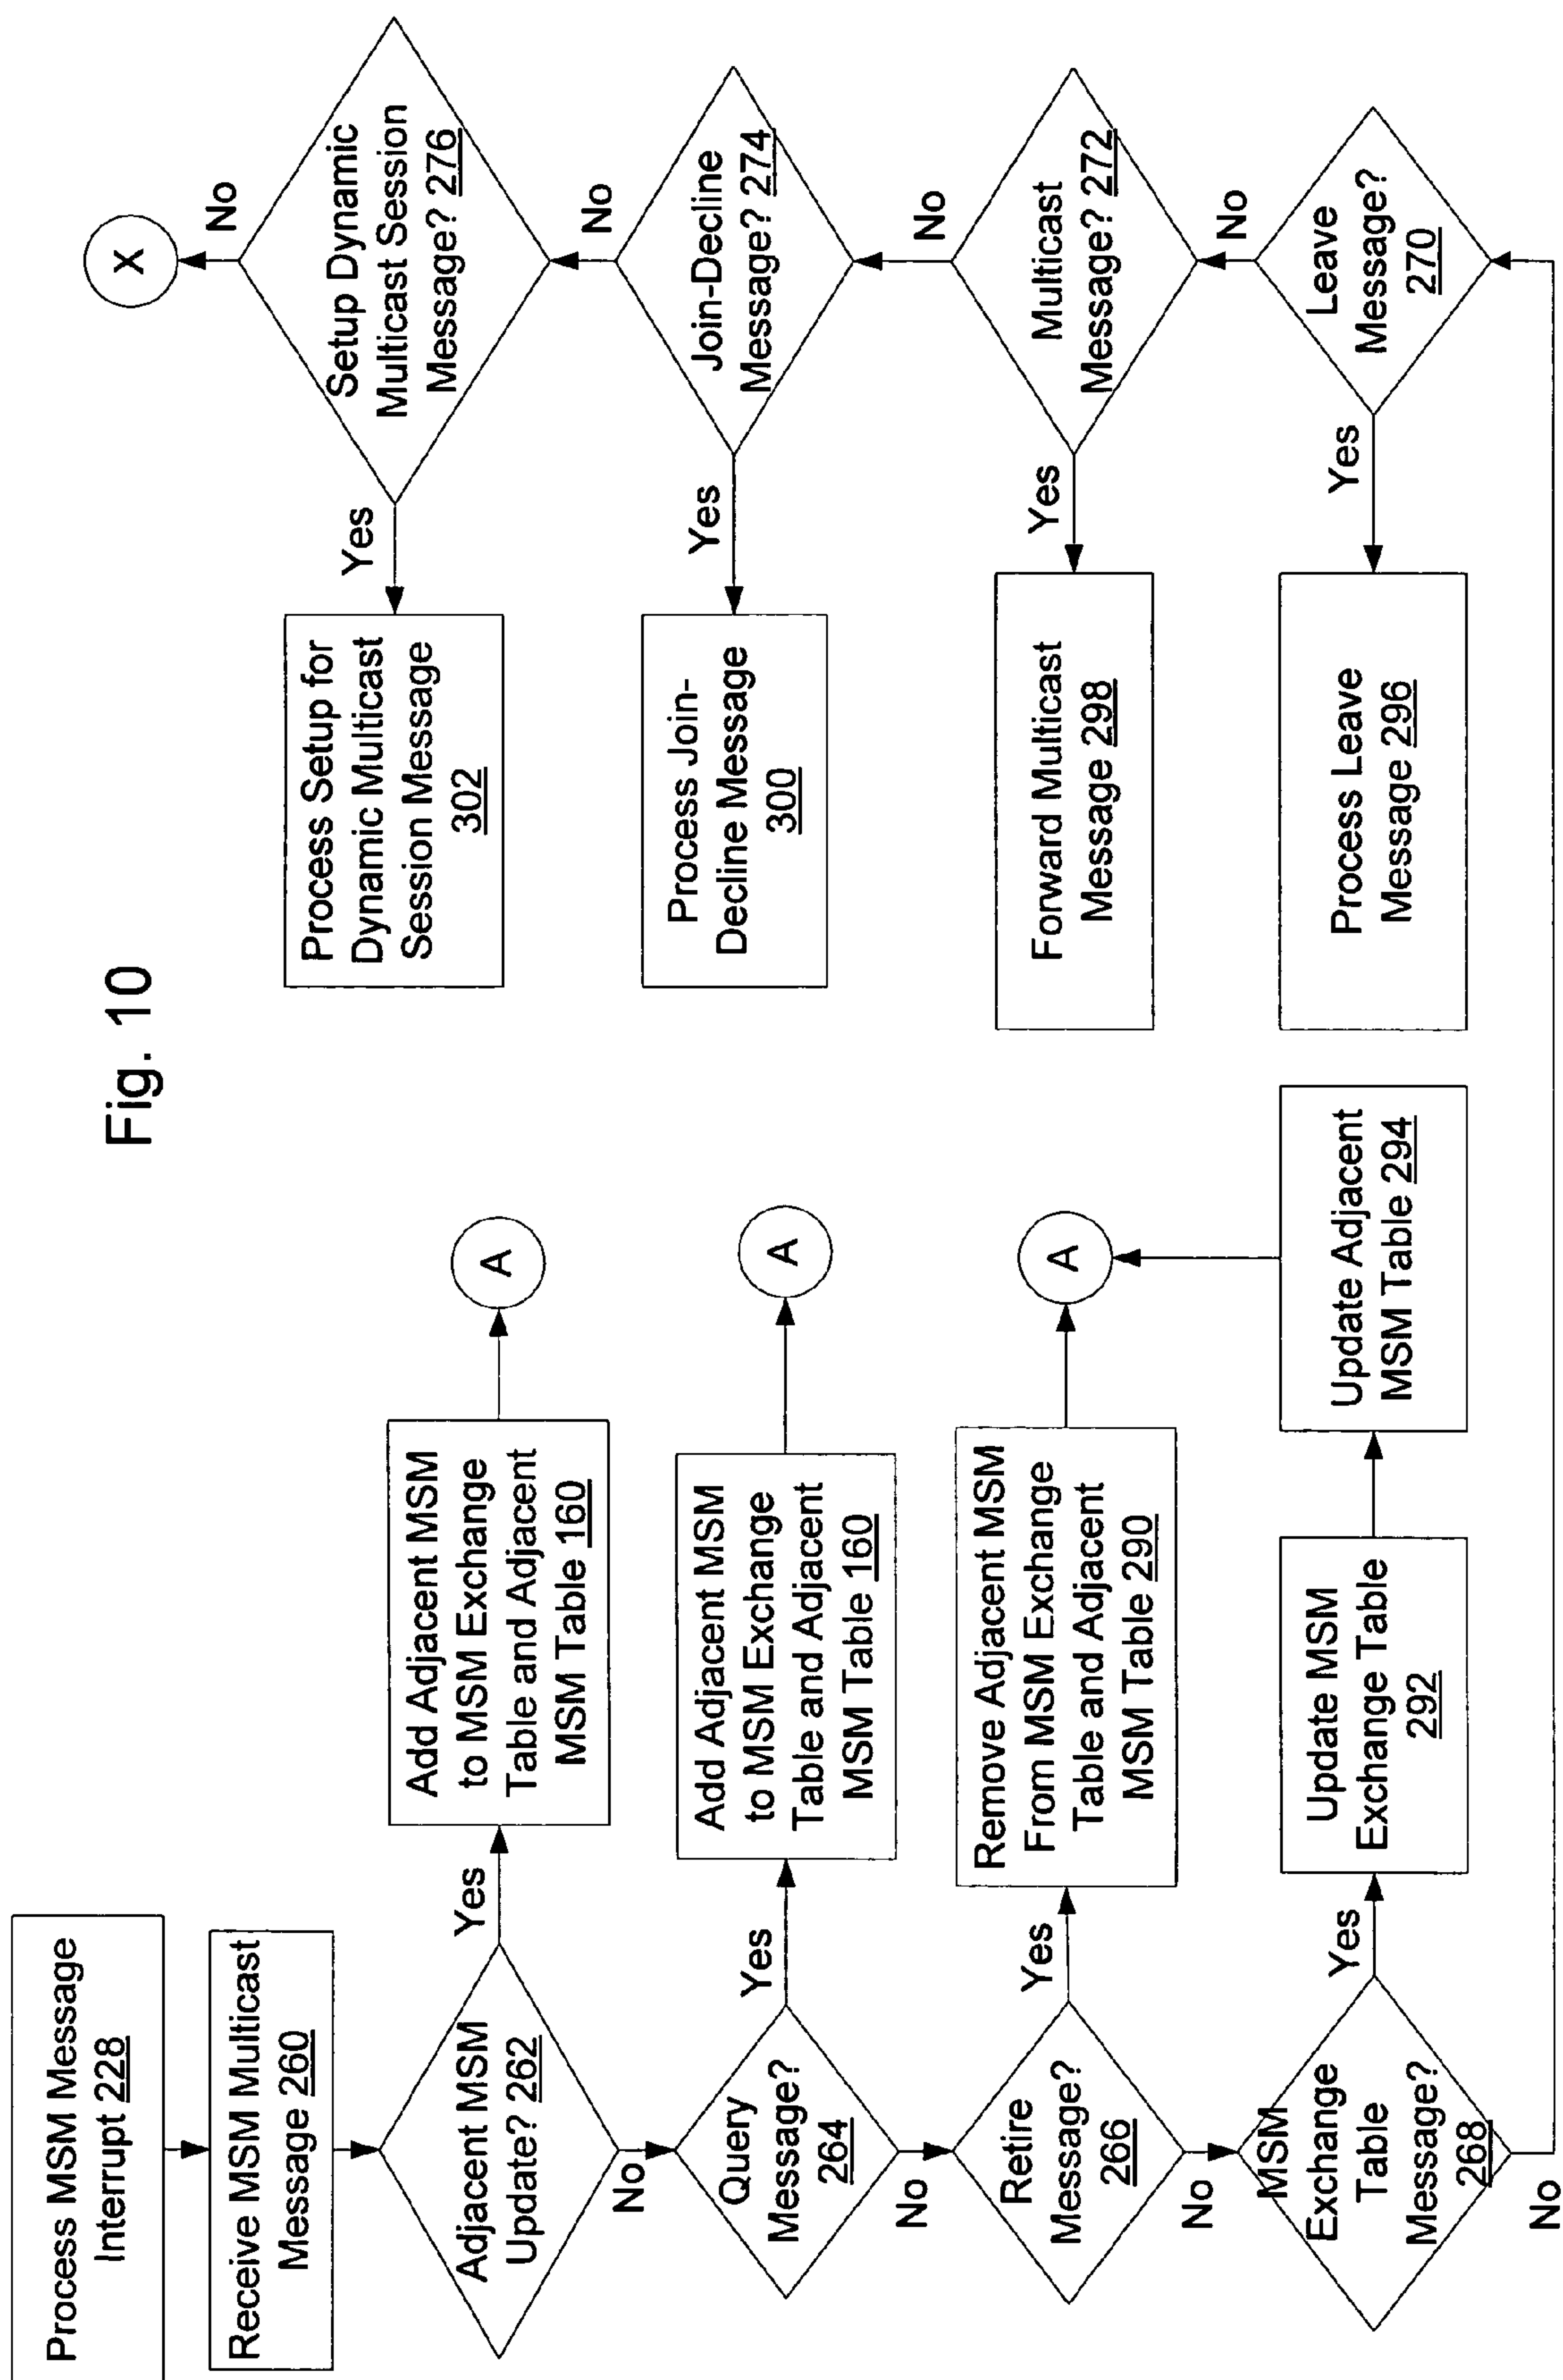 Fig. 10
Process MSM Message
Interrupt 228
Receive MSM Multicast
Message 260
Adjacent MSM
Update? 262
Yes
Add Adjacent MSM
to MSM Exchange
Table and Adjacent
MSM Table 160
A
No
Query
Message?
264
Yes
Add Adjacent MSM
to MSM Exchange
Table and Adjacent
MSM Table 160
A
No
Retire
Message?
266
Yes
Remove Adjacent MSM
From MSM Exchange
Table and Adjacent
MSM Table 290
A
No
MSM
Exchange
Table
Message?
268
Yes
Update MSM
Exchange Table
292
Update Adjacent
MSM Table 294
No
Leave
Message?
270
Yes
Process Leave
Message 296
No
Multicast
Message? 272
Yes
Forward Multicast
Message 298
No
Join-Decline
Message? 274
Yes
Process Join-
Decline Message
300
No
Setup Dynamic
Multicast Session
Message? 276
Yes
Process Setup for
Dynamic Multicast
Session Message
302
No
X